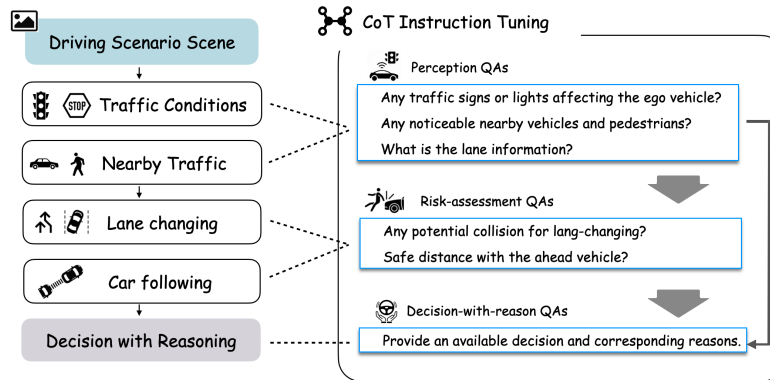 Driving Scenario Scene
STOP
Traffic Conditions
Nearby Traffic
Lane changing
Car following
Decision with Reasoning
CoT Instruction Tuning
Perception QAs
Any traffic signs or lights affecting the ego vehicle?
Any noticeable nearby vehicles and pedestrians?
What is the lane information?
Risk-assessment QAs
Any potential collision for lang-changing?
Safe distance with the ahead vehicle?
Decision-with-reason QAs
Provide an available decision and corresponding reasons.